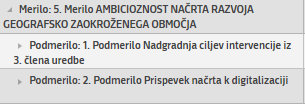 Merilo: 5. Merilo AMBICIOZNOST NAČRTA RAZVOJA
GEOGRAFSKO ZAOKROŽENEGA OBMOČJA
Podmerilo: 1. Podmerilo Nadgradnja ciljev intervencije iz
3. člena uredbe
Podmerilo: 2. Podmerilo Prispevek načrta k digitalizaciji